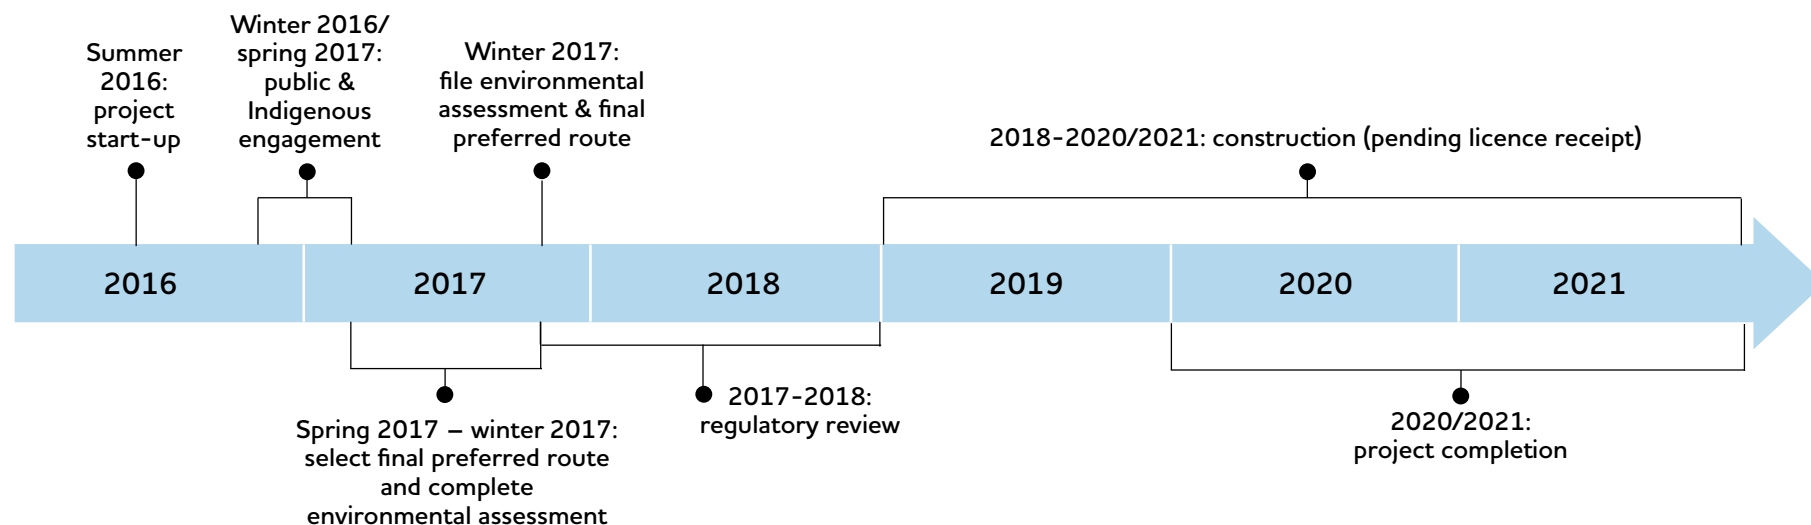 Summer
2016:
project
start-up
Winter 2016/
spring 2017:
public &
Indigenous
engagement
Winter 2017:
file environmental
assessment & final
preferred route
2018-2020/2021: construction (pending licence receipt)
2016
2017
2018
2019
2020
2021
Spring 2017 – winter 2017:
select final preferred route
and complete
environmental assessment
2017-2018:
regulatory review
2020/2021:
project completion